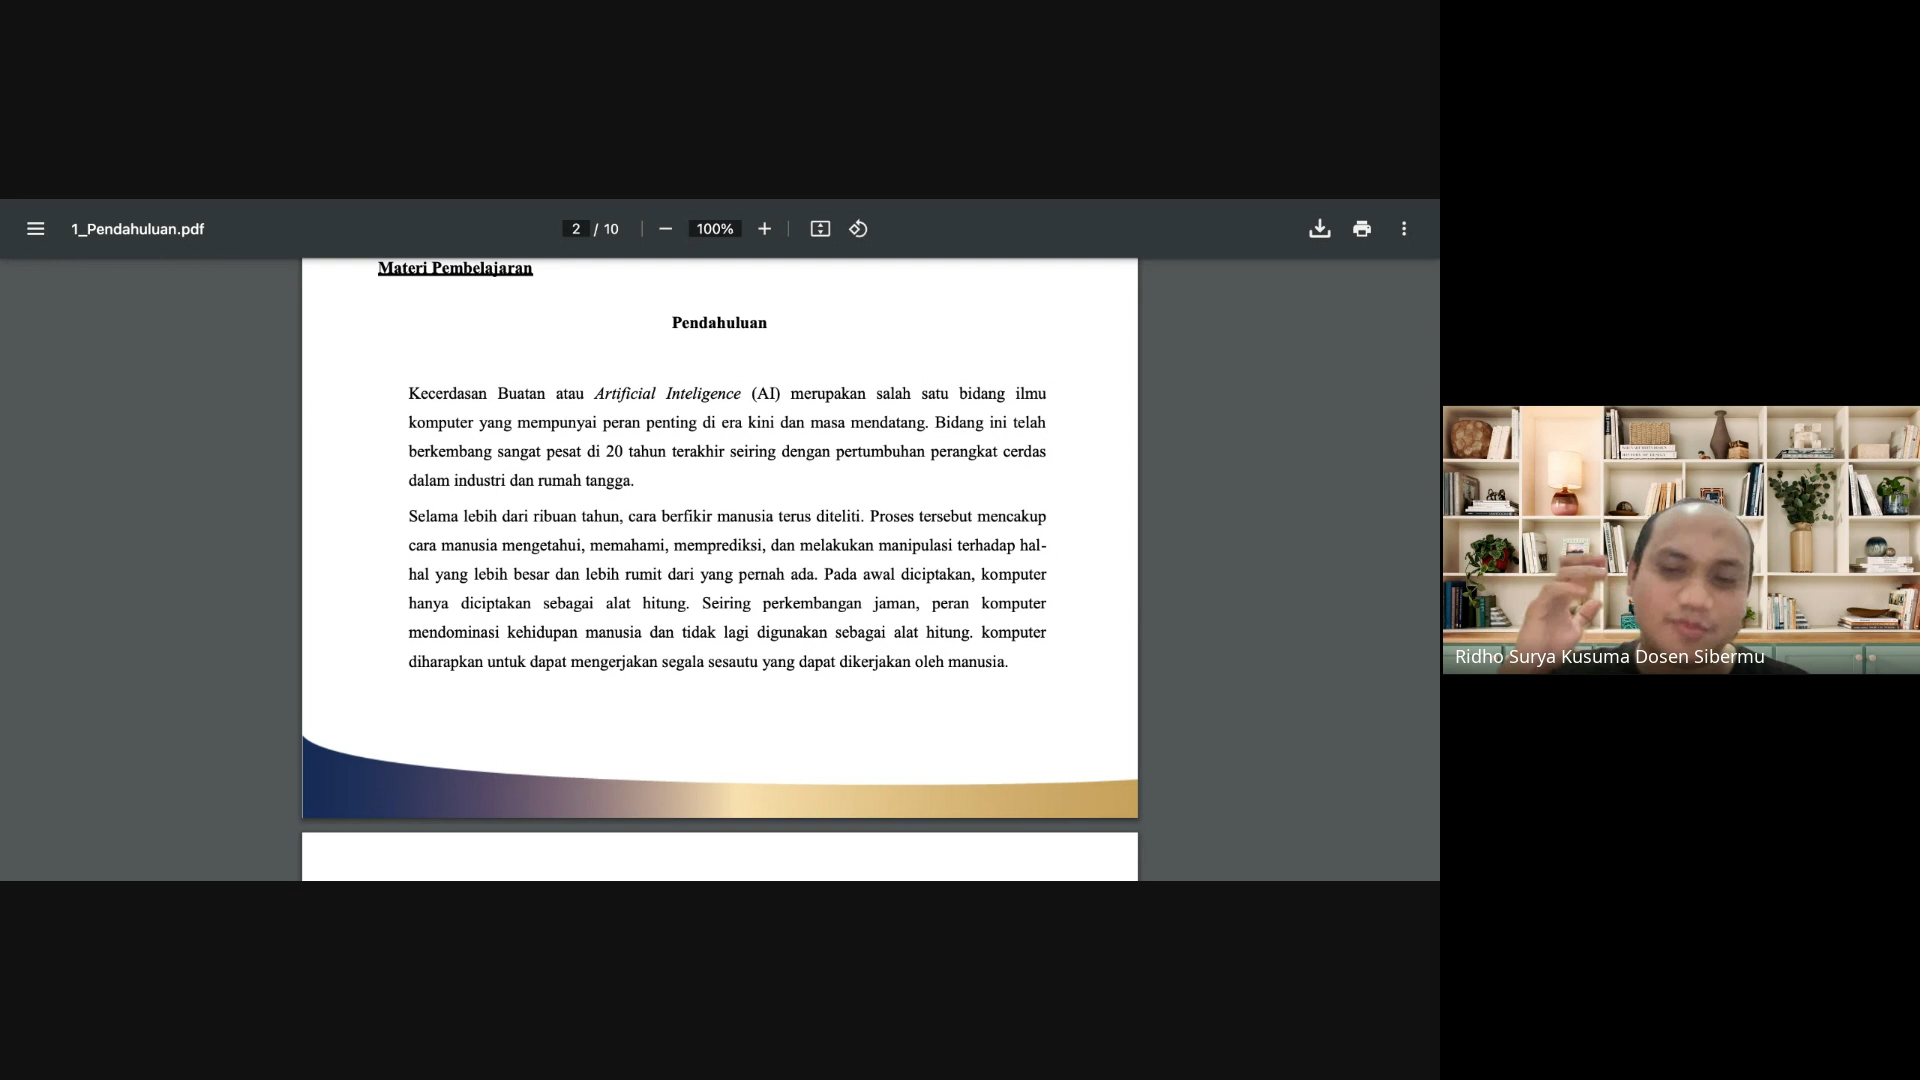 1_Pendahuluan.pdf
2 / 10
100%
Materi Pembelajaran
Pendahuluan
Kecerdasan Buatan atau Artificial Inteligence (AI) merupakan salah satu bidang ilmu
komputer yang mempunyai peran penting di era kini dan masa mendatang. Bidang ini telah
berkembang sangat pesat di 20 tahun terakhir seiring dengan pertumbuhan perangkat cerdas
dalam industri dan rumah tangga.
Selama lebih dari ribuan tahun, cara berfikir manusia terus diteliti. Proses tersebut mencakup
cara manusia mengetahui, memahami, memprediksi, dan melakukan manipulasi terhadap hal-
hal yang lebih besar dan lebih rumit dari yang pernah ada. Pada awal diciptakan, komputer
hanya diciptakan sebagai alat hitung. Seiring perkembangan jaman, peran komputer
mendominasi kehidupan manusia dan tidak lagi digunakan sebagai alat hitung. komputer
diharapkan untuk dapat mengerjakan segala sesautu yang dapat dikerjakan oleh manusia.
Ridho Surya Kusuma Dosen Sibermu